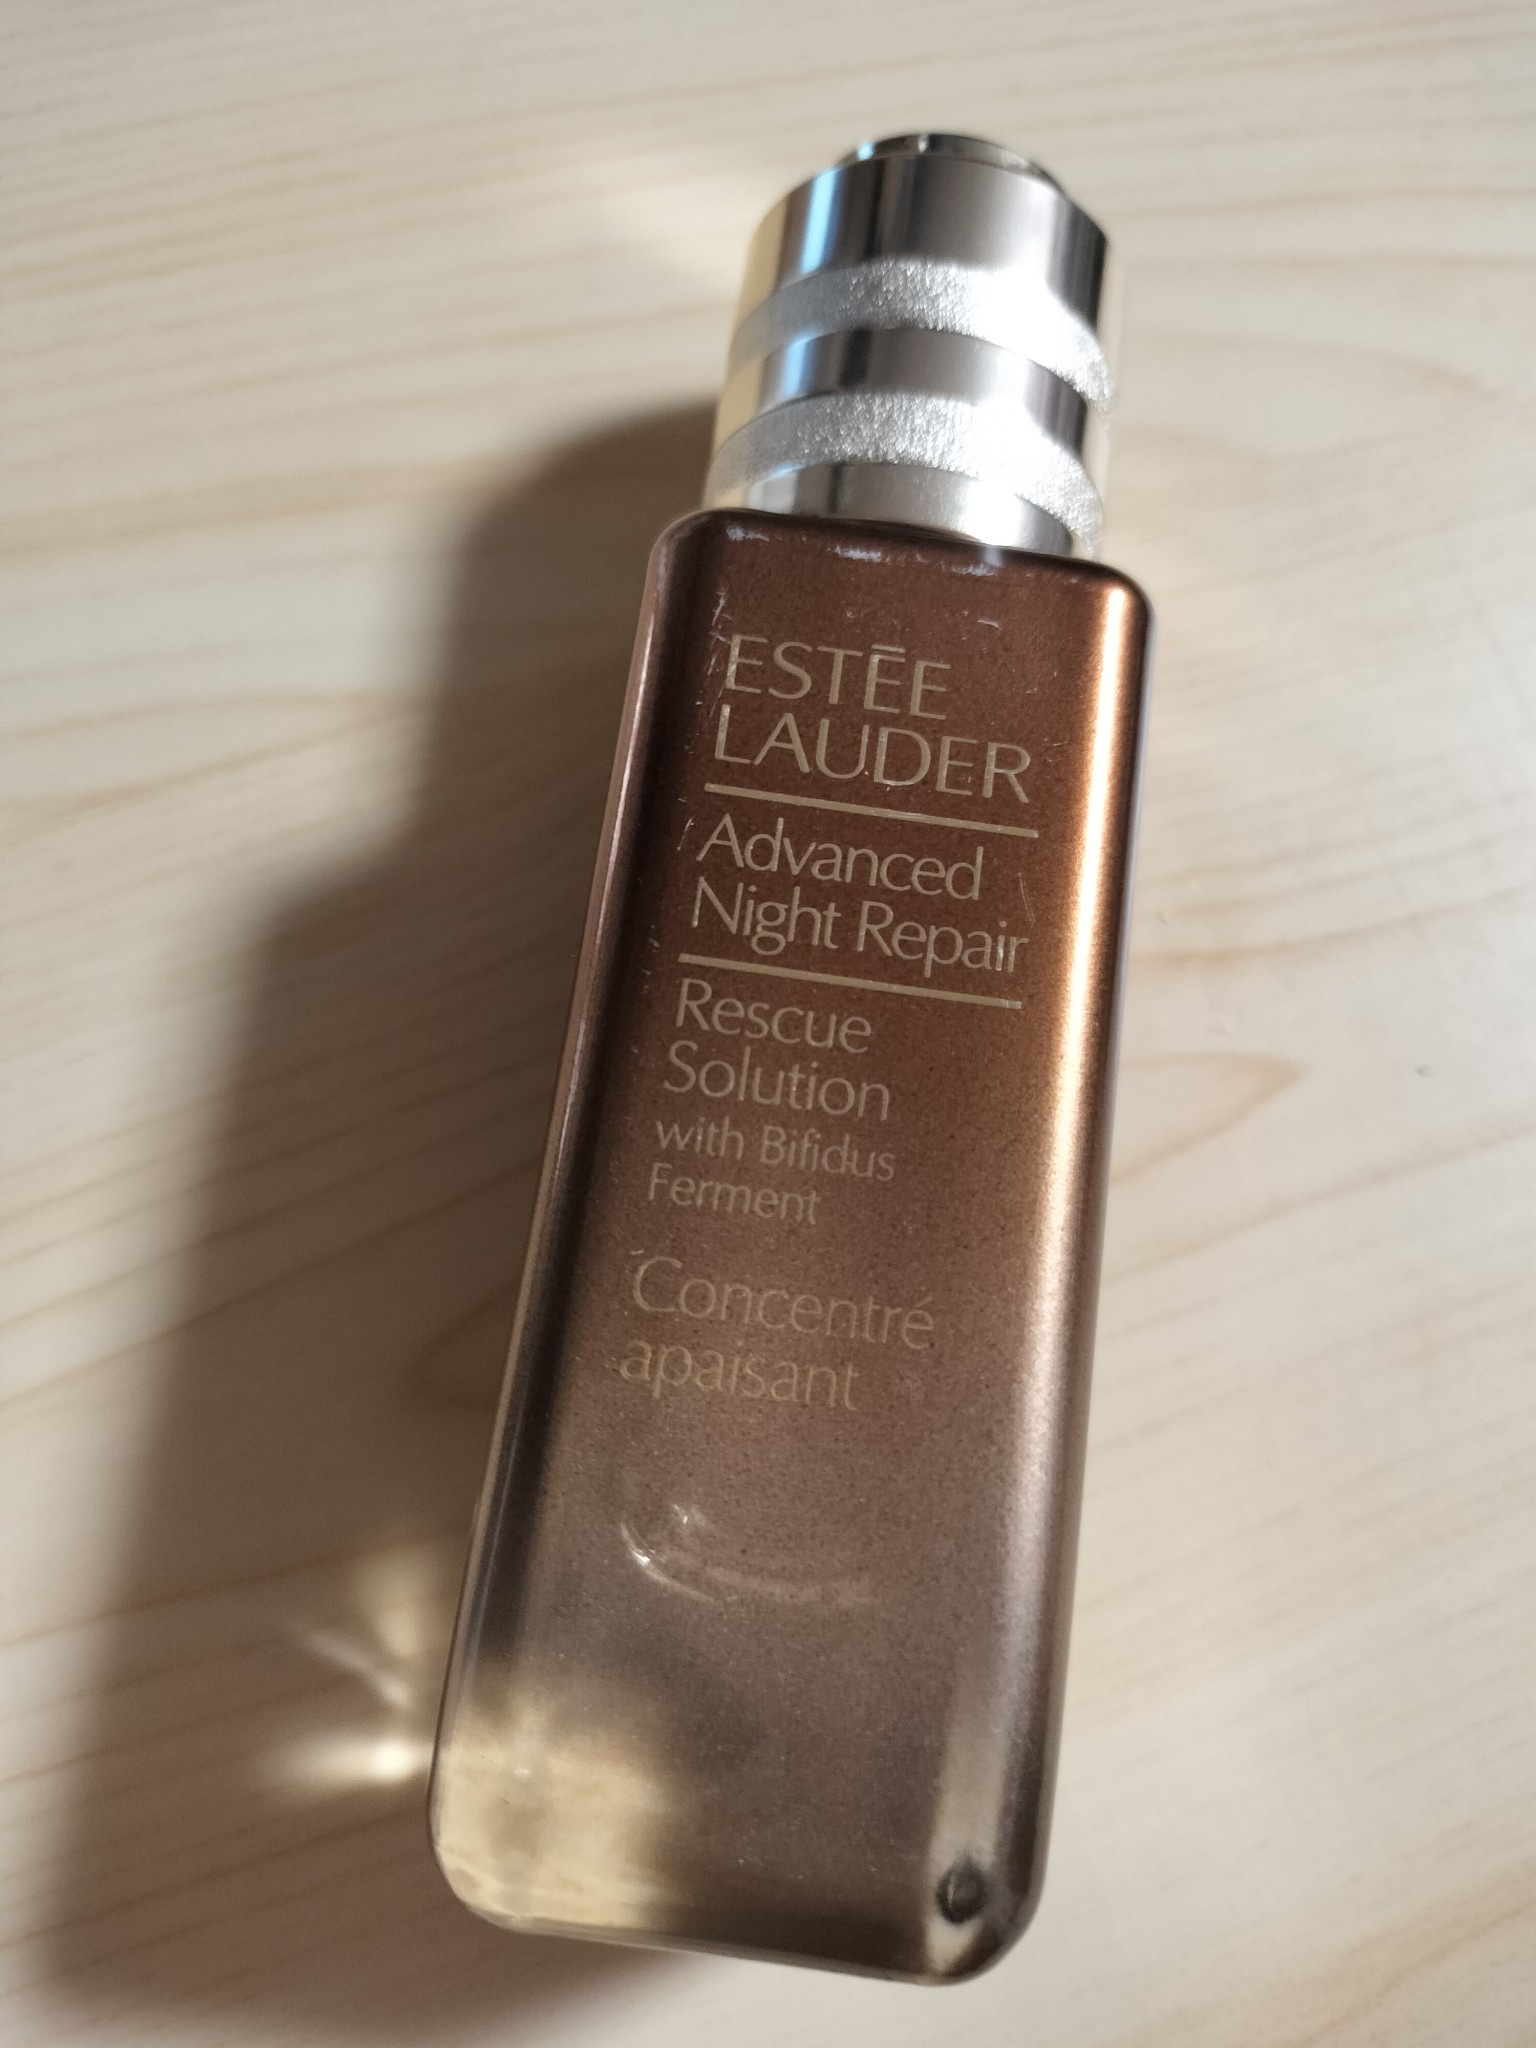 ESTĒE
LAUDER
Advanced
Night Repair
Rescue
Solution
with Bifidus
Ferment
Concentré
apaisant